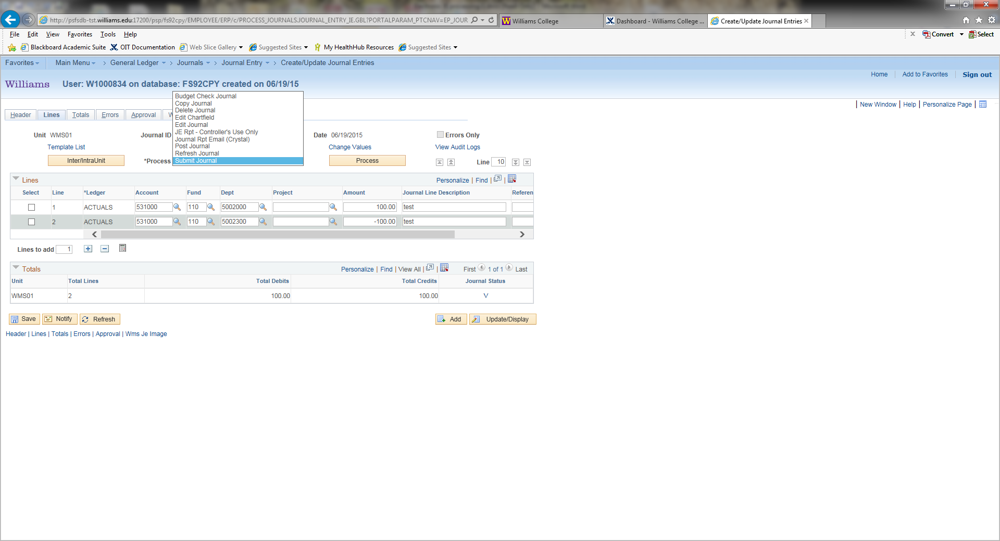 http://psfsdb-tst.williams.edu:17200/psp/fs92cpy/EMPLOYEE/ERP/c/PROCESS_JOURNALS.JOURNAL_ENTRY_IE.GBL?PORTALPARAM_PTCNAV=EP_JOUR
Williams College
Dashboard - Williams College ...
Create/Update Journal Entries
File Edit View Favorites Tools Help
Convert Select
Blackboard Academic Suite OIT Documentation Web Slice Gallery Suggested Sites My HealthHub Resources Suggested Sites
Favorites Main Menu > General Ledger > Journals > Journal Entry > Create/Update Journal Entries
Home Add to Favorites Sign out
Williams User: W1000834 on database: FS92CPY created on 06/19/15
New Window | Help | Personalize Page |
Header Lines Totals Errors Approval W
Budget Check Journal
Copy Journal
Delete Journal
Edit Chartfield
Edit Journal
JE Rpt - Controller's Use Only
Journal Rpt Email (Crystal)
Post Journal
Refresh Journal
Submit Journal
Unit WMS01 Journal ID Date 06/19/2015 Errors Only
Template List Change Values View Audit Logs
Inter/IntraUnit *Process Process Line 10
Lines Personalize | Find | |
Select Line *Ledger Account Fund Dept Project Amount Journal Line Description Referen
1 ACTUALS 531000 110 5002000 100.00 test
2 ACTUALS 531000 110 5002300 -100.00 test
Lines to add 1
Totals Personalize | Find | View All | | First 1 of 1 Last
Unit Total Lines Total Debits Total Credits Journal Status
WMS01 2 100.00 100.00 V
Save Notify Refresh Add Update/Display
Header | Lines | Totals | Errors | Approval | Wms Je Image